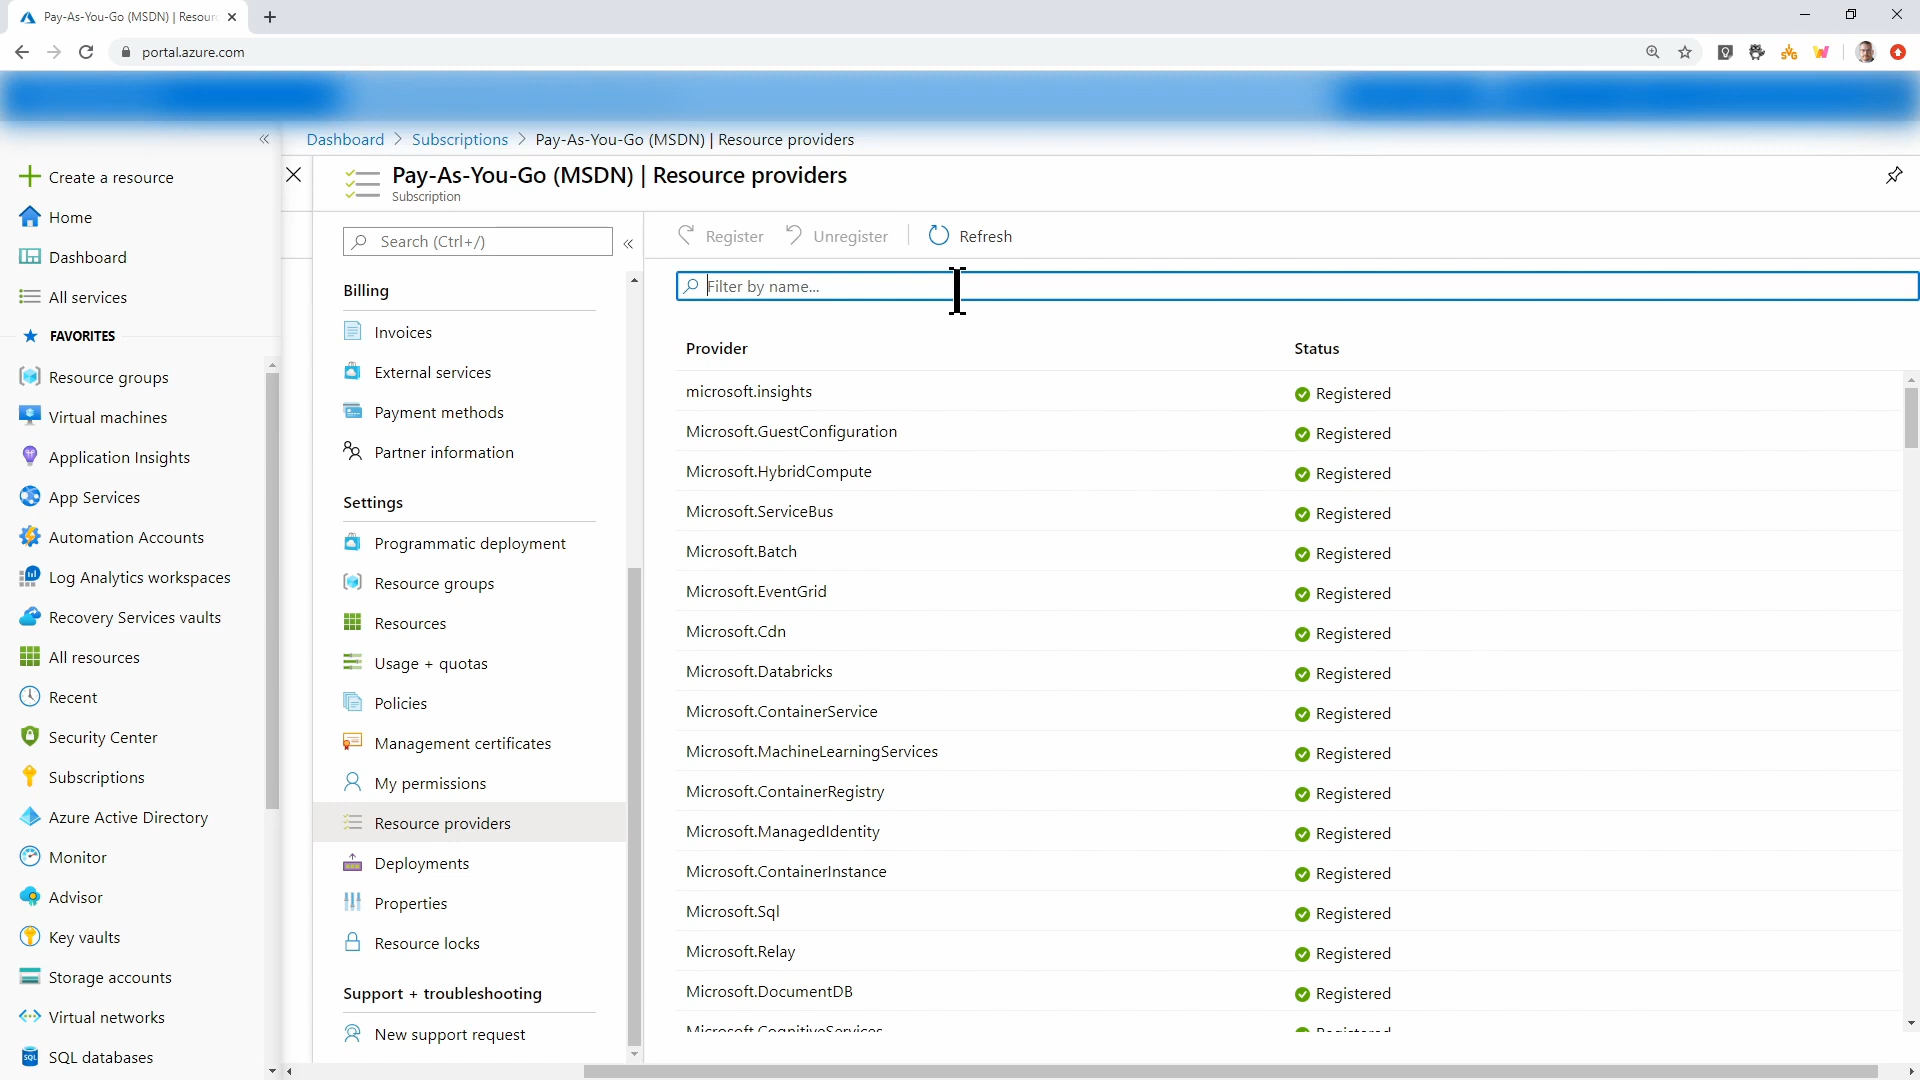 Pay-As-You-Go (MSDN) | Resour
portal.azure.com
Dashboard > Subscriptions > Pay-As-You-Go (MSDN) | Resource providers
Pay-As-You-Go (MSDN) | Resource providers
Subscription
Create a resource
Home
Dashboard
All services
FAVORITES
Resource groups
Virtual machines
Application Insights
App Services
Automation Accounts
Log Analytics workspaces
Recovery Services vaults
All resources
Recent
Security Center
Subscriptions
Azure Active Directory
Monitor
Advisor
Key vaults
Storage accounts
Virtual networks
SQL databases
Search (Ctrl+/)
Billing
Invoices
External services
Payment methods
Partner information
Settings
Programmatic deployment
Resource groups
Resources
Usage + quotas
Policies
Management certificates
My permissions
Resource providers
Deployments
Properties
Resource locks
Support + troubleshooting
New support request
Register Unregister Refresh
Filter by name...
Provider Status
microsoft.insights Registered
Microsoft.GuestConfiguration Registered
Microsoft.HybridCompute Registered
Microsoft.ServiceBus Registered
Microsoft.Batch Registered
Microsoft.EventGrid Registered
Microsoft.Cdn Registered
Microsoft.Databricks Registered
Microsoft.ContainerService Registered
Microsoft.MachineLearningServices Registered
Microsoft.ContainerRegistry Registered
Microsoft.ManagedIdentity Registered
Microsoft.ContainerInstance Registered
Microsoft.Sql Registered
Microsoft.Relay Registered
Microsoft.DocumentDB Registered
Microsoft.CognitiveServices Registered